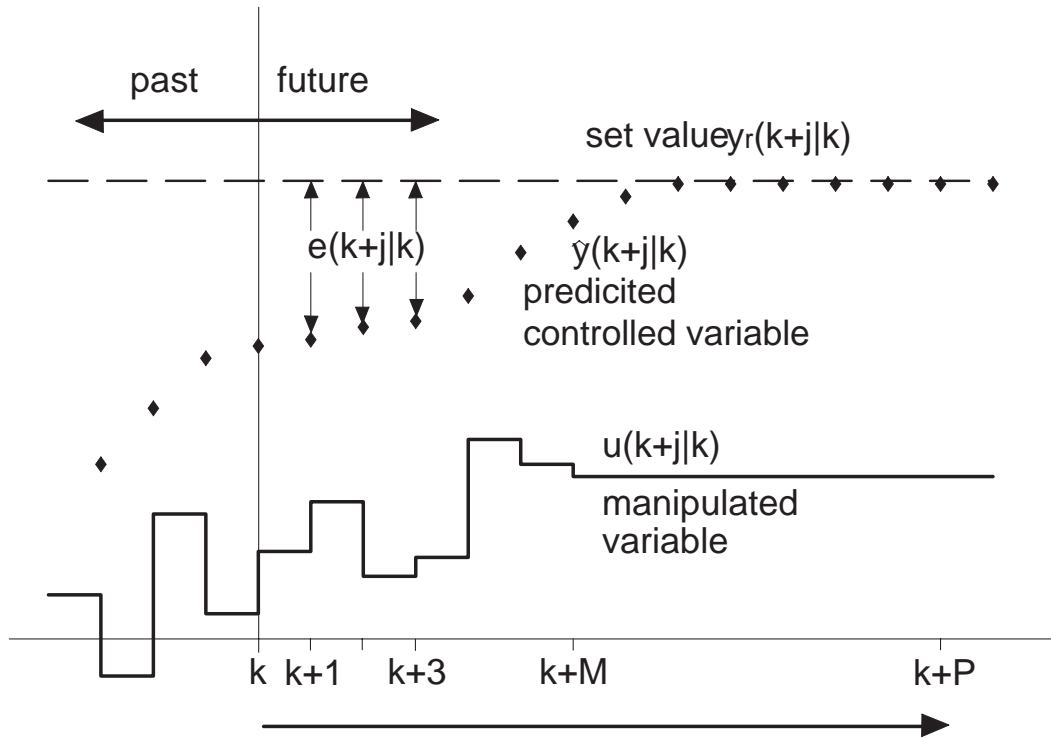 past future
set valueyr(k+j|k)
e(k+j|k)
ŷ(k+j|k)
predicited
controlled variable
u(k+j|k)
manipulated
variable
k k+1 k+3 k+M k+P